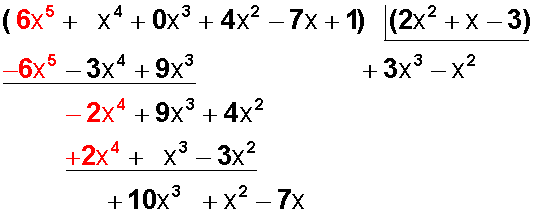 (6x⁵ + x⁴ + 0x³ + 4x² − 7x + 1) (2x² + x − 3)
−6x⁵ − 3x⁴ + 9x³ + 3x³ − x²
− 2x⁴ + 9x³ + 4x²
+2x⁴ + x³ − 3x²
+ 10x³ + x² − 7x